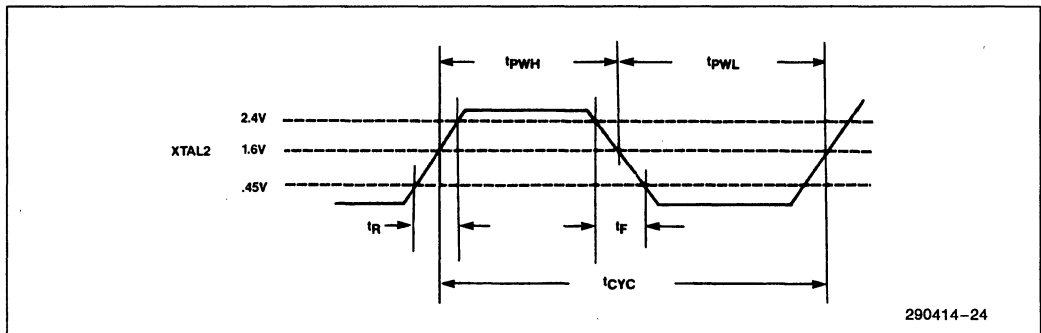 tPWH tPWL
2.4V
XTAL2 1.6V
.45V
tR tF
tCYC
290414-24